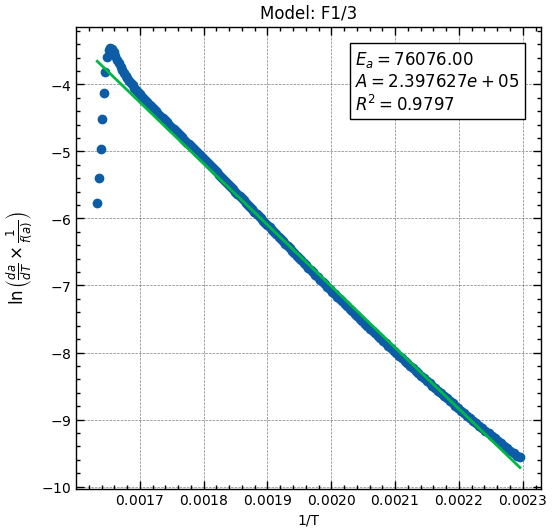 Model: F1/3
E_a = 76076.00
A = 2.397627e + 05
R^2 = 0.9797
ln(da/dT × 1/f(a))
−4
−5
−6
−7
−8
−9
−10
0.0017 0.0018 0.0019 0.0020 0.0021 0.0022 0.0023
1/T